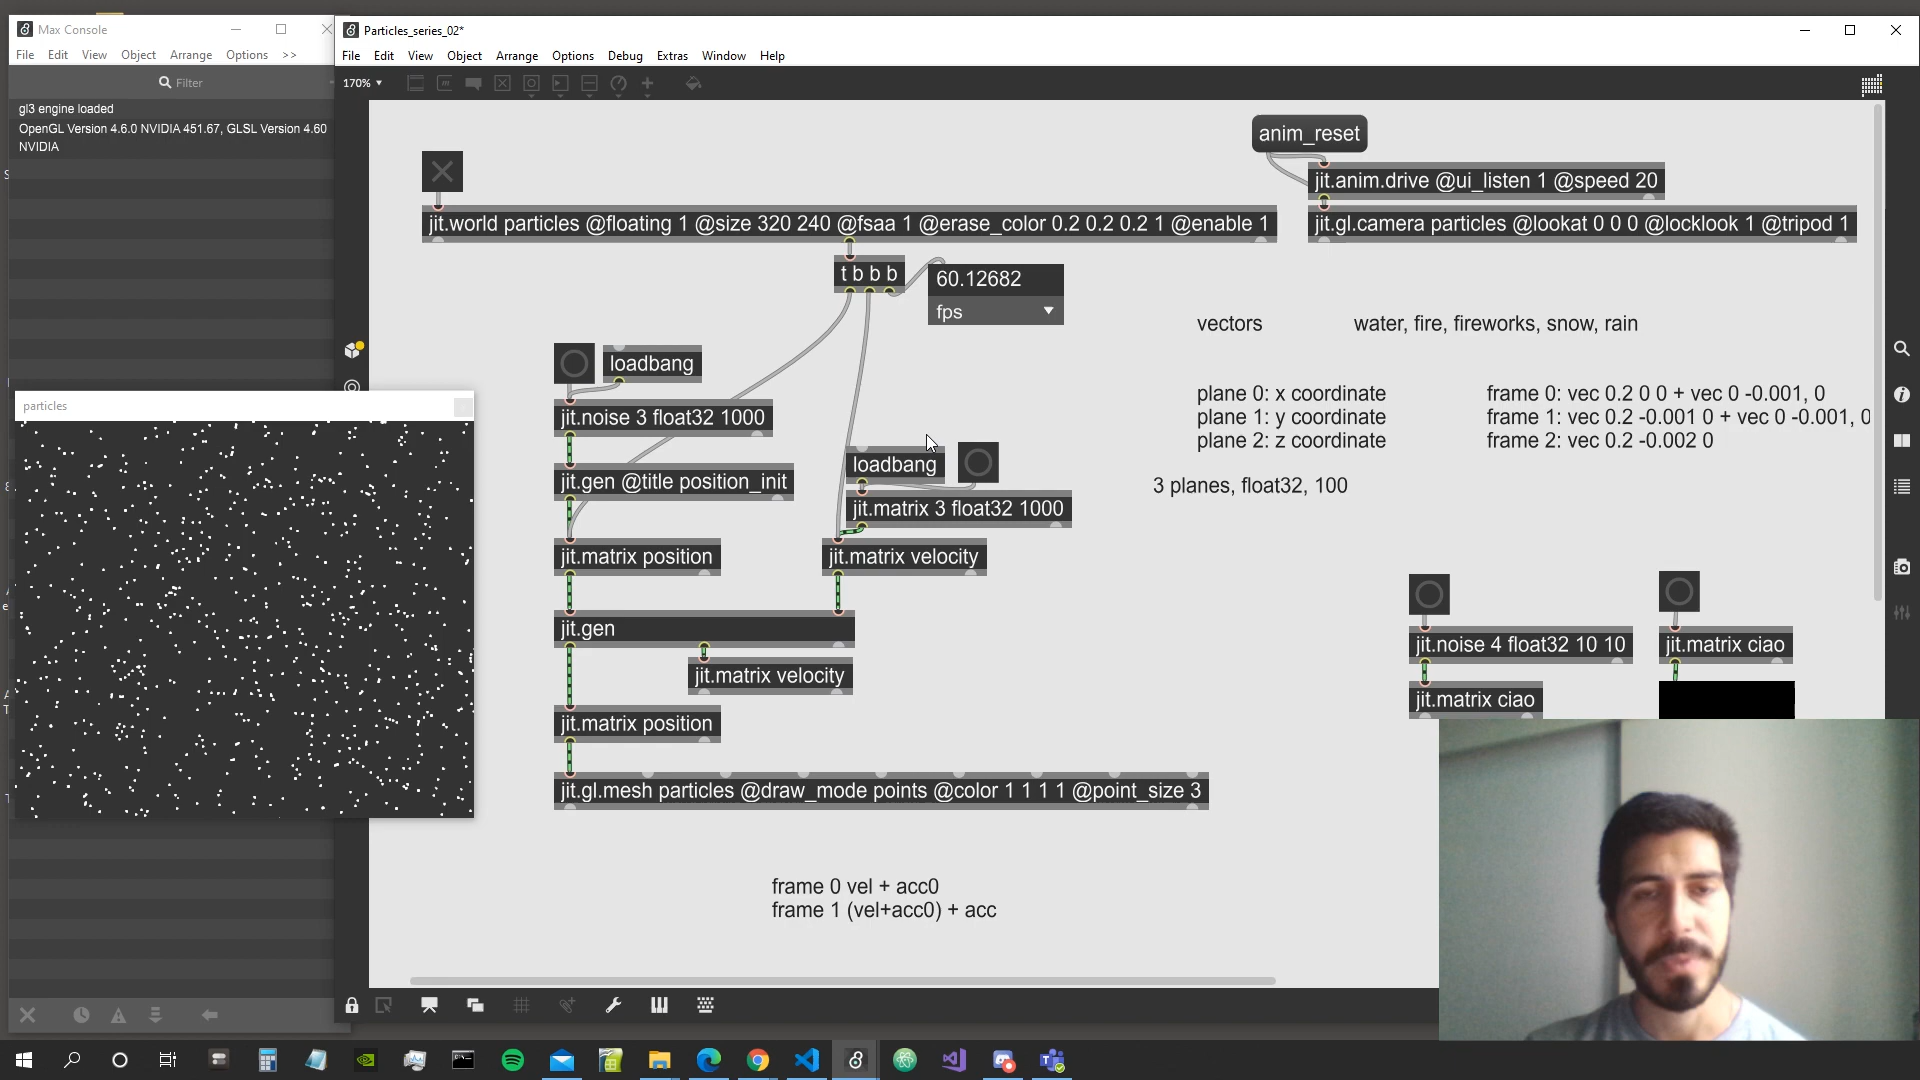 Max Console
File Edit View Object Arrange Options >>
Filter
gl3 engine loaded
OpenGL Version 4.6.0 NVIDIA 451.67, GLSL Version 4.60
NVIDIA
particles
Particles_series_02*
File Edit View Object Arrange Options Debug Extras Window Help
170%
anim_reset
jit.anim.drive @ui_listen 1 @speed 20
jit.world particles @floating 1 @size 320 240 @fsaa 1 @erase_color 0.2 0.2 0.2 1 @enable 1
jit.gl.camera particles @lookat 0 0 0 @locklook 1 @tripod 1
t b b b
60.12682
fps
vectors
water, fire, fireworks, snow, rain
loadbang
jit.noise 3 float32 1000
plane 0: x coordinate
plane 1: y coordinate
plane 2: z coordinate
frame 0: vec 0.2 0 0 + vec 0 -0.001, 0
frame 1: vec 0.2 -0.001 0 + vec 0 -0.001, 0
frame 2: vec 0.2 -0.002 0
loadbang
jit.gen @title position_init
3 planes, float32, 100
jit.matrix 3 float32 1000
jit.matrix position
jit.matrix velocity
jit.gen
jit.matrix velocity
jit.noise 4 float32 10 10
jit.matrix ciao
jit.matrix ciao
jit.matrix position
jit.gl.mesh particles @draw_mode points @color 1 1 1 1 @point_size 3
frame 0 vel + acc0
frame 1 (vel+acc0) + acc